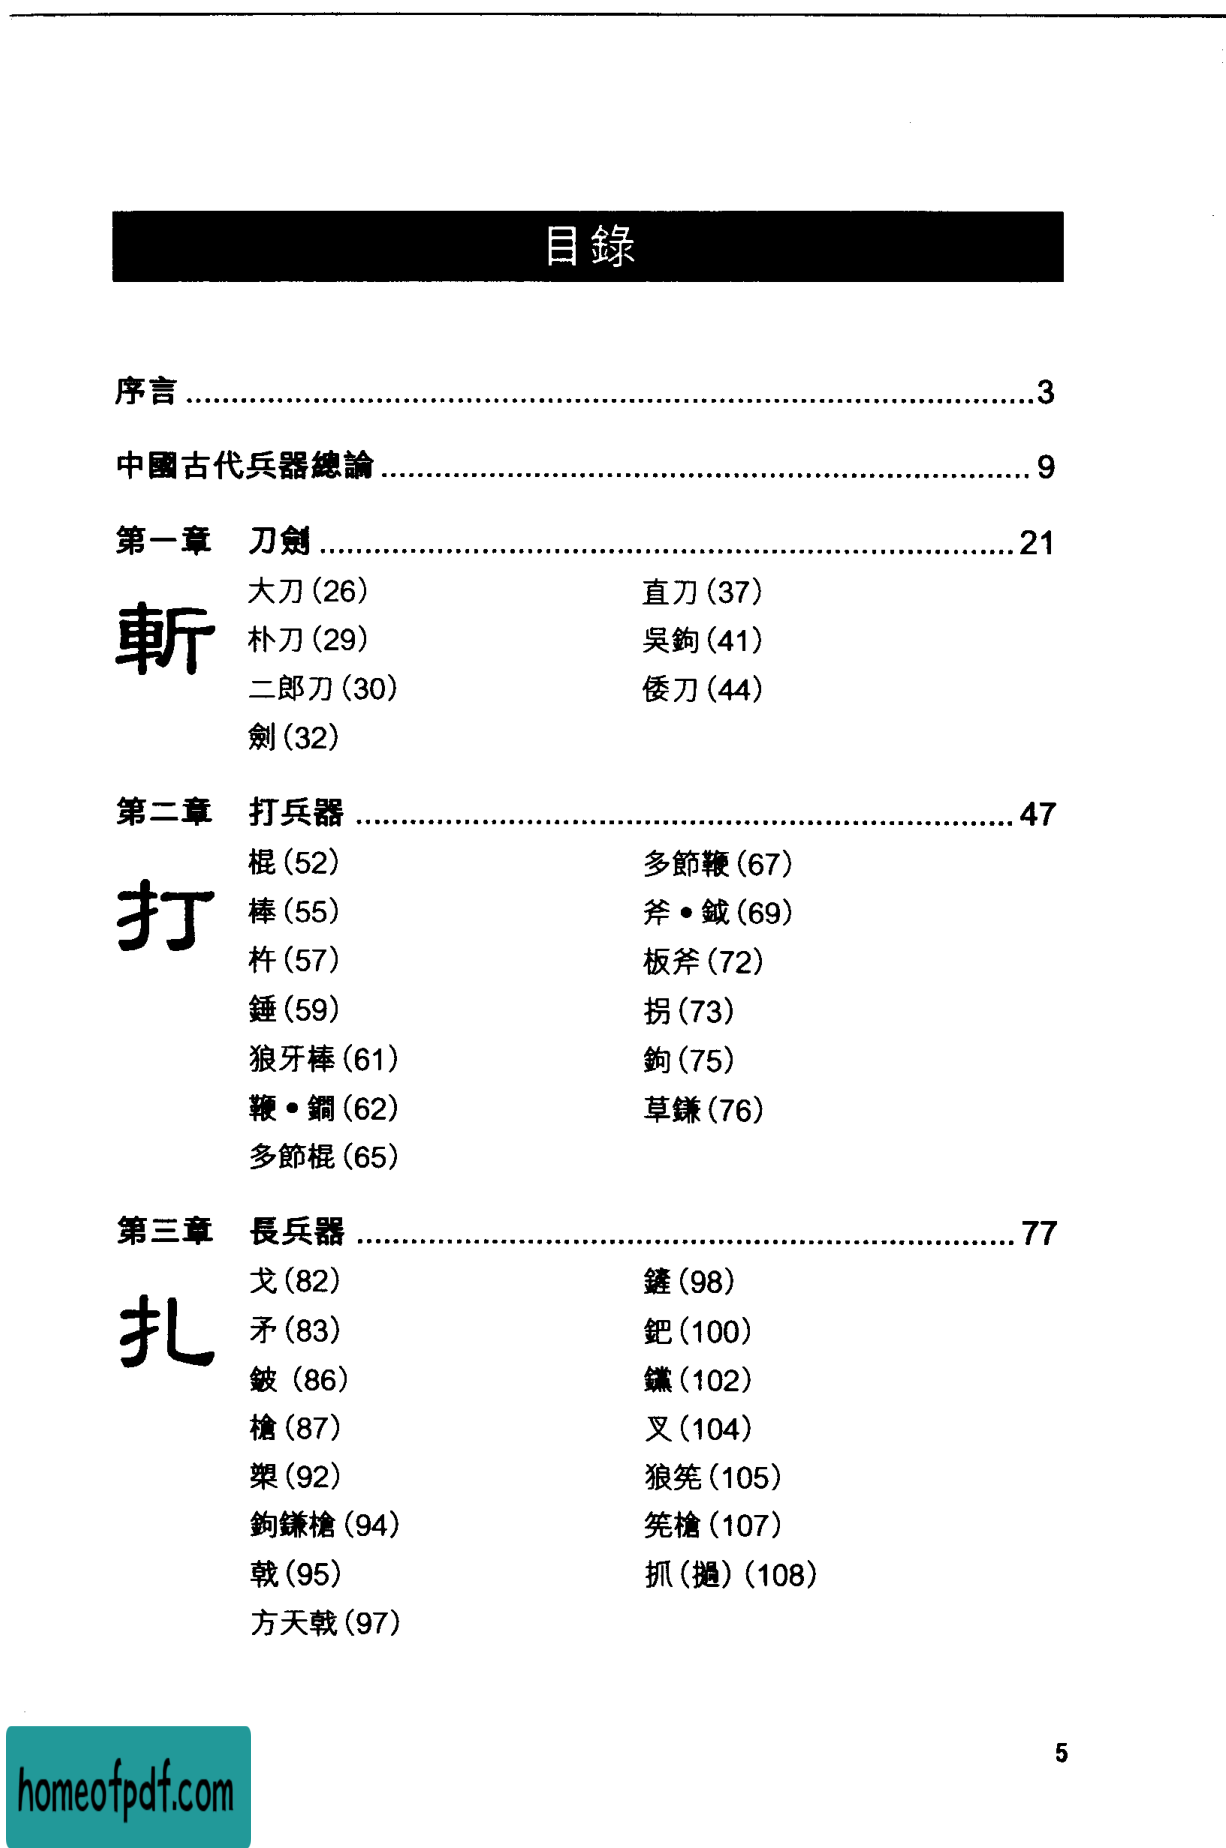 目錄
序言 ........ 3
中國古代兵器總論 ........ 9
第一章 刀劍 ........ 21
斬
大刀(26) 直刀(37)
朴刀(29) 吳鉤(41)
二郎刀(30) 倭刀(44)
劍(32)
第二章 打兵器 ........ 47
打
棍(52) 多節鞭(67)
棒(55) 斧•鉞(69)
杵(57) 板斧(72)
錘(59) 拐(73)
狼牙棒(61) 鉤(75)
鞭•鐧(62) 草鐮(76)
多節棍(65)
第三章 長兵器 ........ 77
扎
戈(82) 鏟(98)
矛(83) 鈀(100)
鈹 (86) 钂(102)
槍(87) 叉(104)
槊(92) 狼筅(105)
鉤鐮槍(94) 筅槍(107)
戟(95) 抓(撾)(108)
方天戟(97)
5
homeofpdf.com